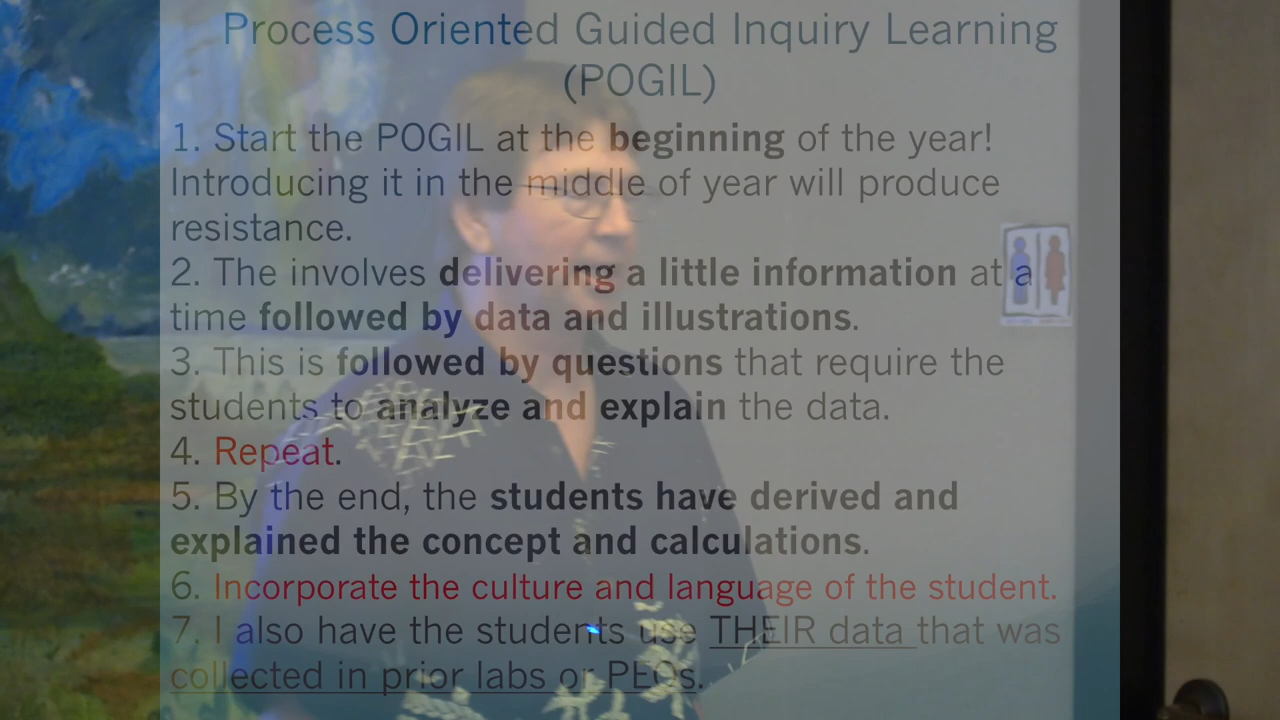 Process Oriented Guided Inquiry Learning
(POGIL)
1. Start the POGIL at the beginning of the year!
Introducing it in the middle of year will produce
resistance.
2. The involves delivering a little information at a
time followed by data and illustrations.
3. This is followed by questions that require the
students to analyze and explain the data.
4. Repeat.
5. By the end, the students have derived and
explained the concept and calculations.
6. Incorporate the culture and language of the student.
7. I also have the students use THEIR data that was
collected in prior labs or PEOs.